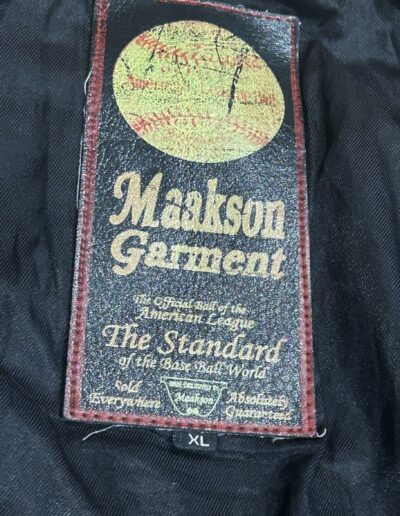 Maakson
Garment
The Official Ball of the
American League
The Standard
of the Base Ball World
Sold
Everywhere
Maakson
Absolutely
Guaranteed
XL